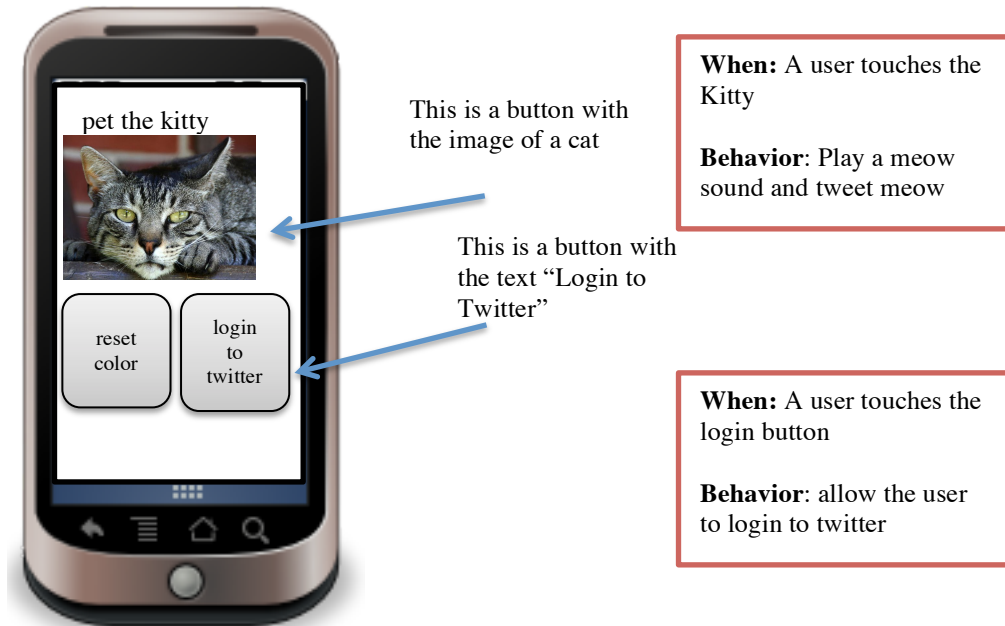 pet the kitty
reset
color
login
to
twitter
This is a button with
the image of a cat
This is a button with
the text “Login to
Twitter”
When: A user touches the
Kitty
Behavior: Play a meow
sound and tweet meow
When: A user touches the
login button
Behavior: allow the user
to login to twitter